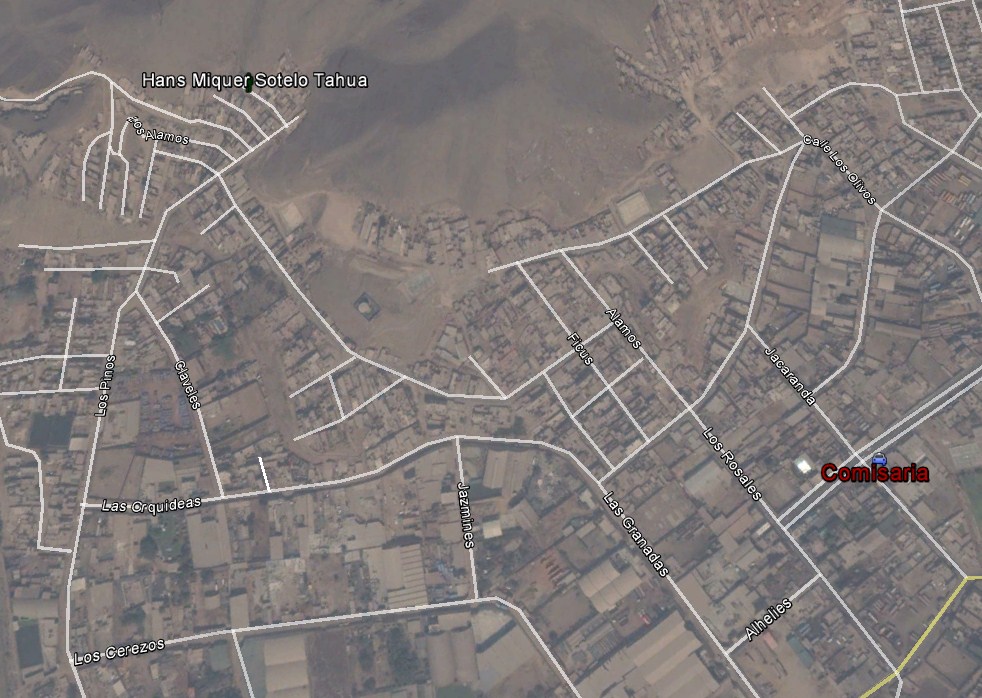 Hans Miquer Sotelo Tahua
Los Alamos
Calle Los Olivos
Alamos
Ficus
Jacaranda
Los Pinos
Claveles
Los Rosales
Comisaria
Las Crquideas
Jazmines
Las Granadas
Alhelies
Los Cerezos